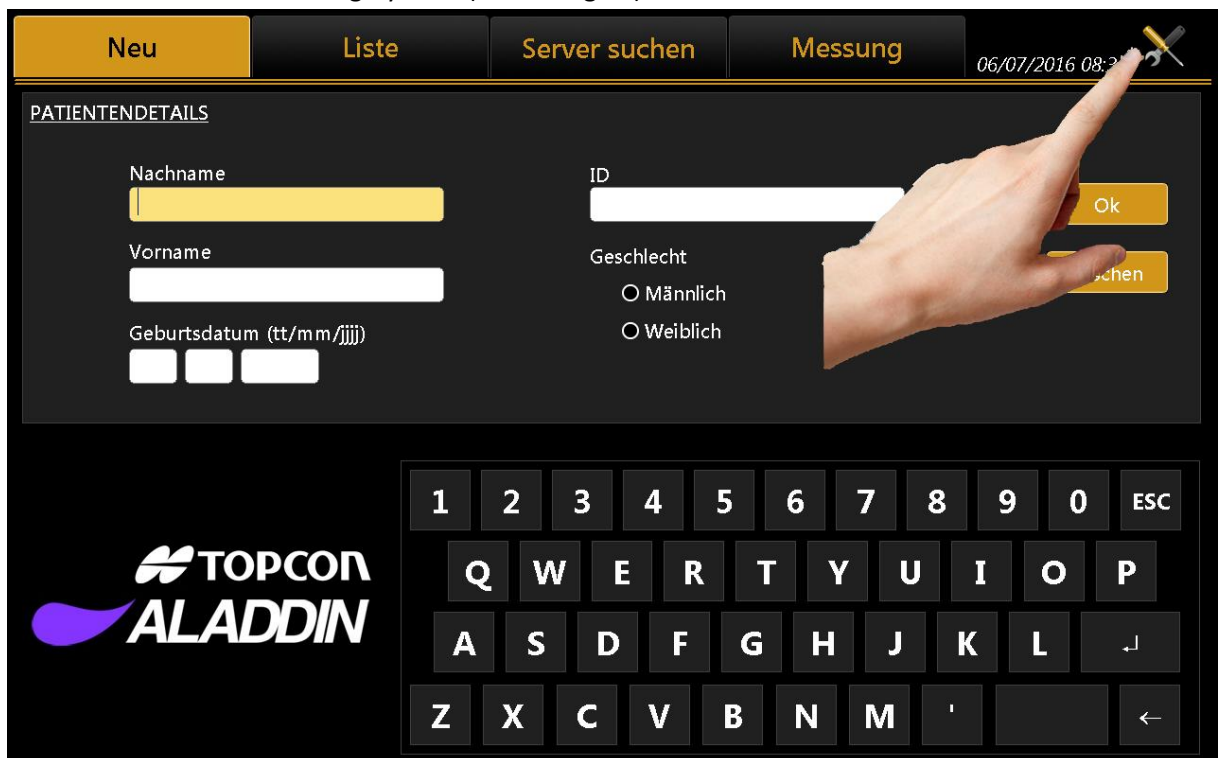 Neu Liste Server suchen Messung
06/07/2016 08:3
PATIENTENDETAILS
Nachname
ID
Ok
Vorname
Geschlecht
Männlich
Geburtsdatum (tt/mm/jjjj)
Weiblich
1 2 3 4 5 6 7 8 9 0 ESC
TOPCON
Q W E R T Y U I O P
ALADDIN
A S D F G H J K L ↲
Z X C V B N M ' ←